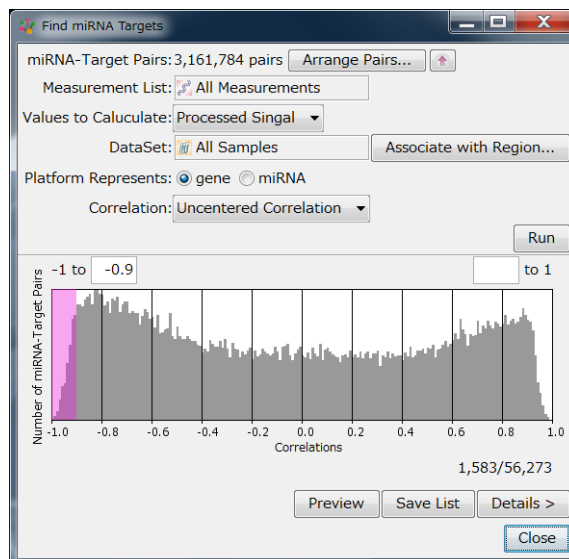 Find miRNA Targets
miRNA-Target Pairs: 3,161,784 pairs Arrange Pairs...
Measurement List: All Measurements
Values to Caluculate: Processed Singal
DataSet: All Samples Associate with Region...
Platform Represents: gene miRNA
Correlation: Uncentered Correlation
Run
-1 to -0.9 to 1
Number of miRNA-Target Pairs
-1.0 -0.8 -0.6 -0.4 -0.2 0.0 0.2 0.4 0.6 0.8 1.0
Correlations
1,583/56,273
Preview Save List Details >
Close